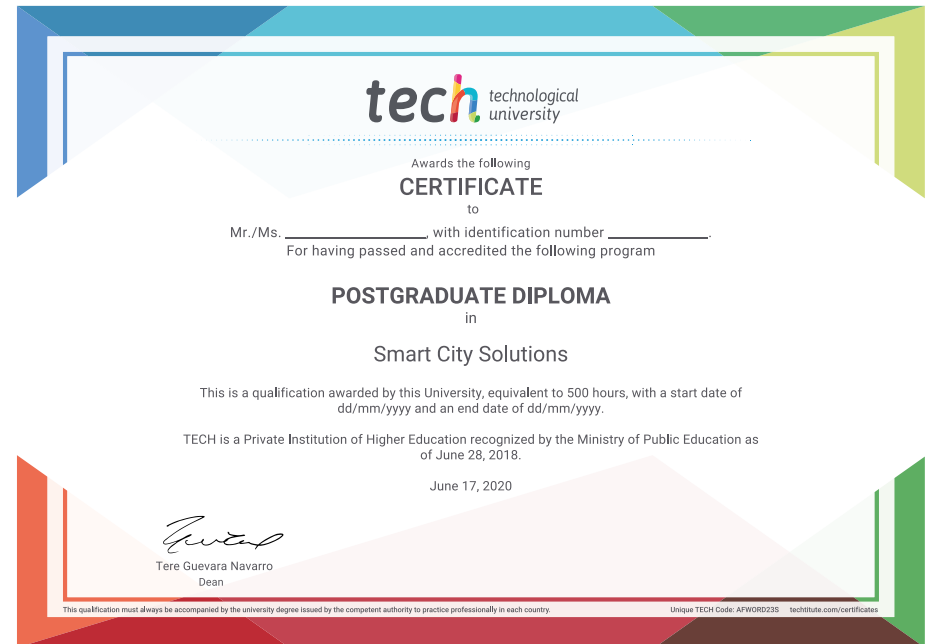 tech technological
university
Awards the following
CERTIFICATE
to
Mr./Ms. ____________________, with identification number ______________.
For having passed and accredited the following program
POSTGRADUATE DIPLOMA
in
Smart City Solutions
This is a qualification awarded by this University, equivalent to 500 hours, with a start date of
dd/mm/yyyy and an end date of dd/mm/yyyy.
TECH is a Private Institution of Higher Education recognized by the Ministry of Public Education as
of June 28, 2018.
June 17, 2020
Tere Guevara Navarro
Dean
This qualification must always be accompanied by the university degree issued by the competent authority to practice professionally in each country.
Unique TECH Code: AFWORD23S techtitute.com/certificates